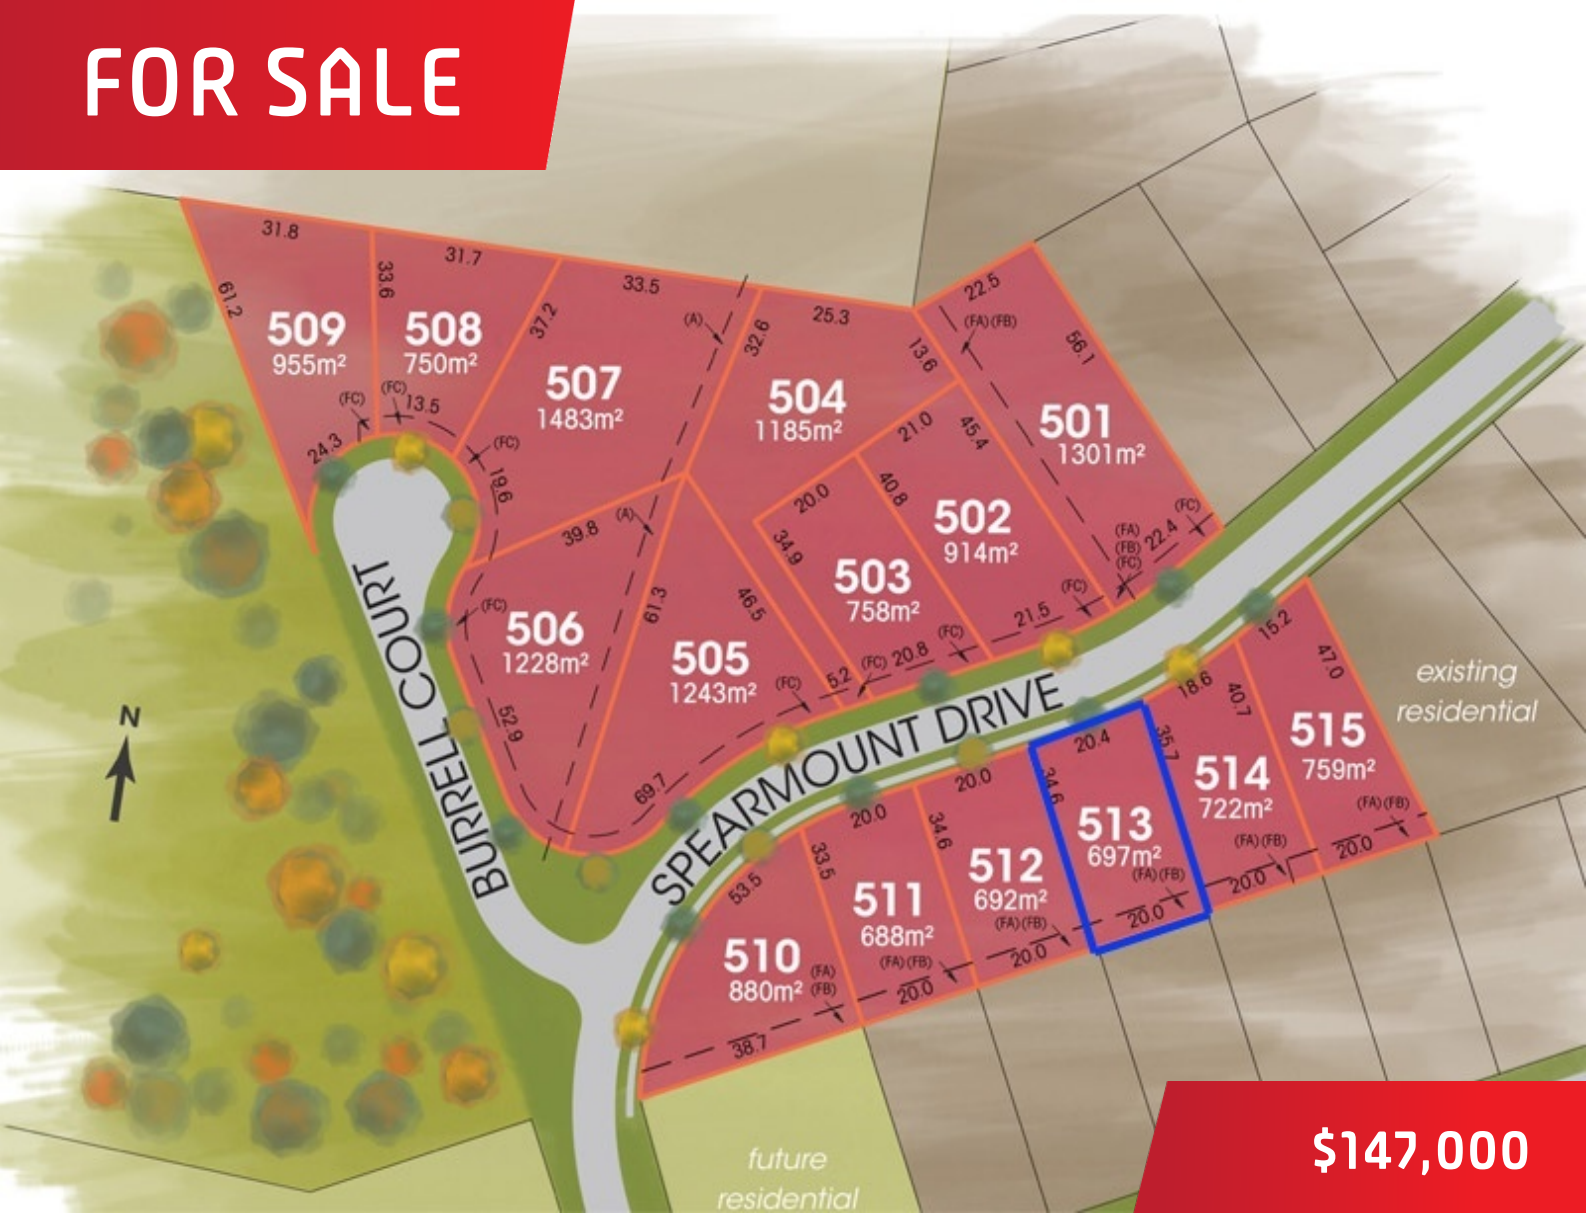 FOR SALE
31.8
31.7
33.5
25.3
22.5
61.2
33.6
37.2
(A)
32.6
13.6
(FA)(FB)
56.1
509
955m²
508
750m²
507
1483m²
504
1185m²
501
1301m²
(FC)
(FC)
13.5
24.3
(FC)
19.6
21.0
45.4
20.0
40.8
39.8
(A)
34.9
502
914m²
(FA)
(FB)
(FC)
22.4
(FC)
503
758m²
BURRELL COURT
(FC)
506
1228m²
61.3
46.5
505
1243m²
(FC)
5.2
(FC)
20.8
(FC)
21.5
(FC)
52.9
69.7
SPEARMOUNT DRIVE
15.2
47.0
18.6
40.7
existing
residential
N
20.4
35.7
34.6
20.0
20.0
34.6
53.5
33.5
515
759m²
(FA)(FB)
514
722m²
(FA)(FB)
513
697m²
(FA)(FB)
512
692m²
(FA)(FB)
511
688m²
(FA)(FB)
510
880m²
(FA)
(FB)
20.0
20.0
20.0
20.0
20.0
38.7
future
residential
$147,000